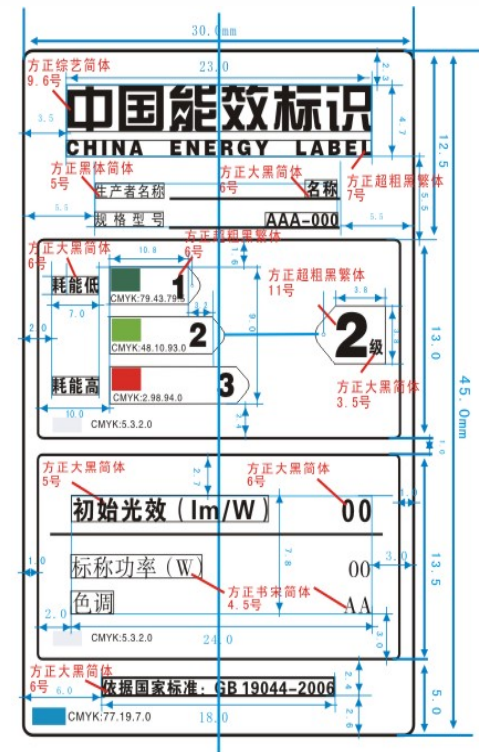 30.0mm
方正综艺简体
9.6号
23.0
2.3
3.5
中国能效标识
4.7
CHINA ENERGY LABEL
12.5
方正黑体简体
5号
方正大黑简体
6号
方正超粗黑繁体
7号
生产者名称
名称
5.5
5.5
5.5
规格型号
AAA-000
方正超粗黑繁体
6号
方正大黑简体
6号
10.8
1.6
耗能低
1
方正超粗黑繁体
11号
7.0
CMYK:79.43.79.
3.2
3.8
2.0
2
9.0
2级
3.8
13.0
CMYK:48.10.93.0
耗能高
3
方正大黑简体
3.5号
CMYK:2.98.94.0
10.0
2.4
CMYK:5.3.2.0
45.0mm
1.0
方正大黑简体
5号
2.7
方正大黑简体
6号
1.0
初始光效（lm/W）
00
7.8
13.5
1.0
标称功率（W）
00
3.0
方正书宋简体
4.5号
色调
AA
2.0
CMYK:5.3.2.0
24.0
3.0
方正大黑简体
6号
6.0
依据国家标准：GB 19044-2006
2.4
5.0
CMYK:77.19.7.0
18.0
2.6